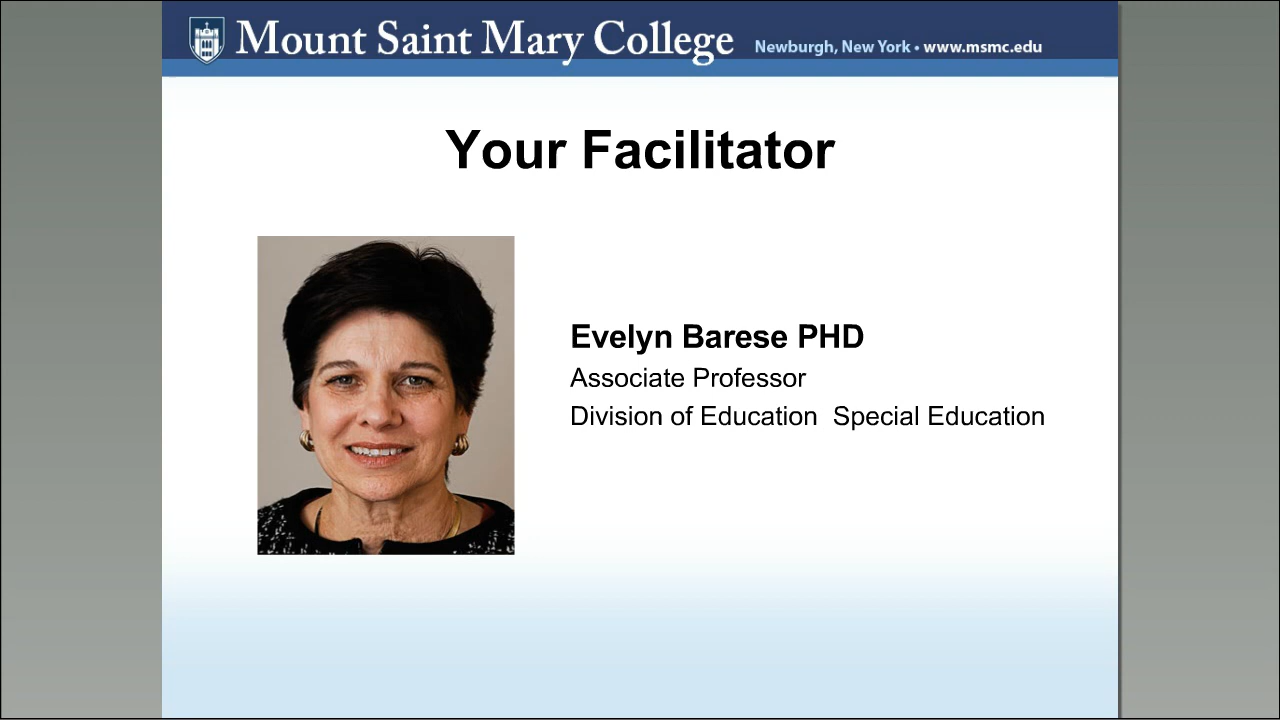 Mount Saint Mary College Newburgh, New York • www.msmc.edu
Your Facilitator
Evelyn Barese PHD
Associate Professor
Division of Education  Special Education